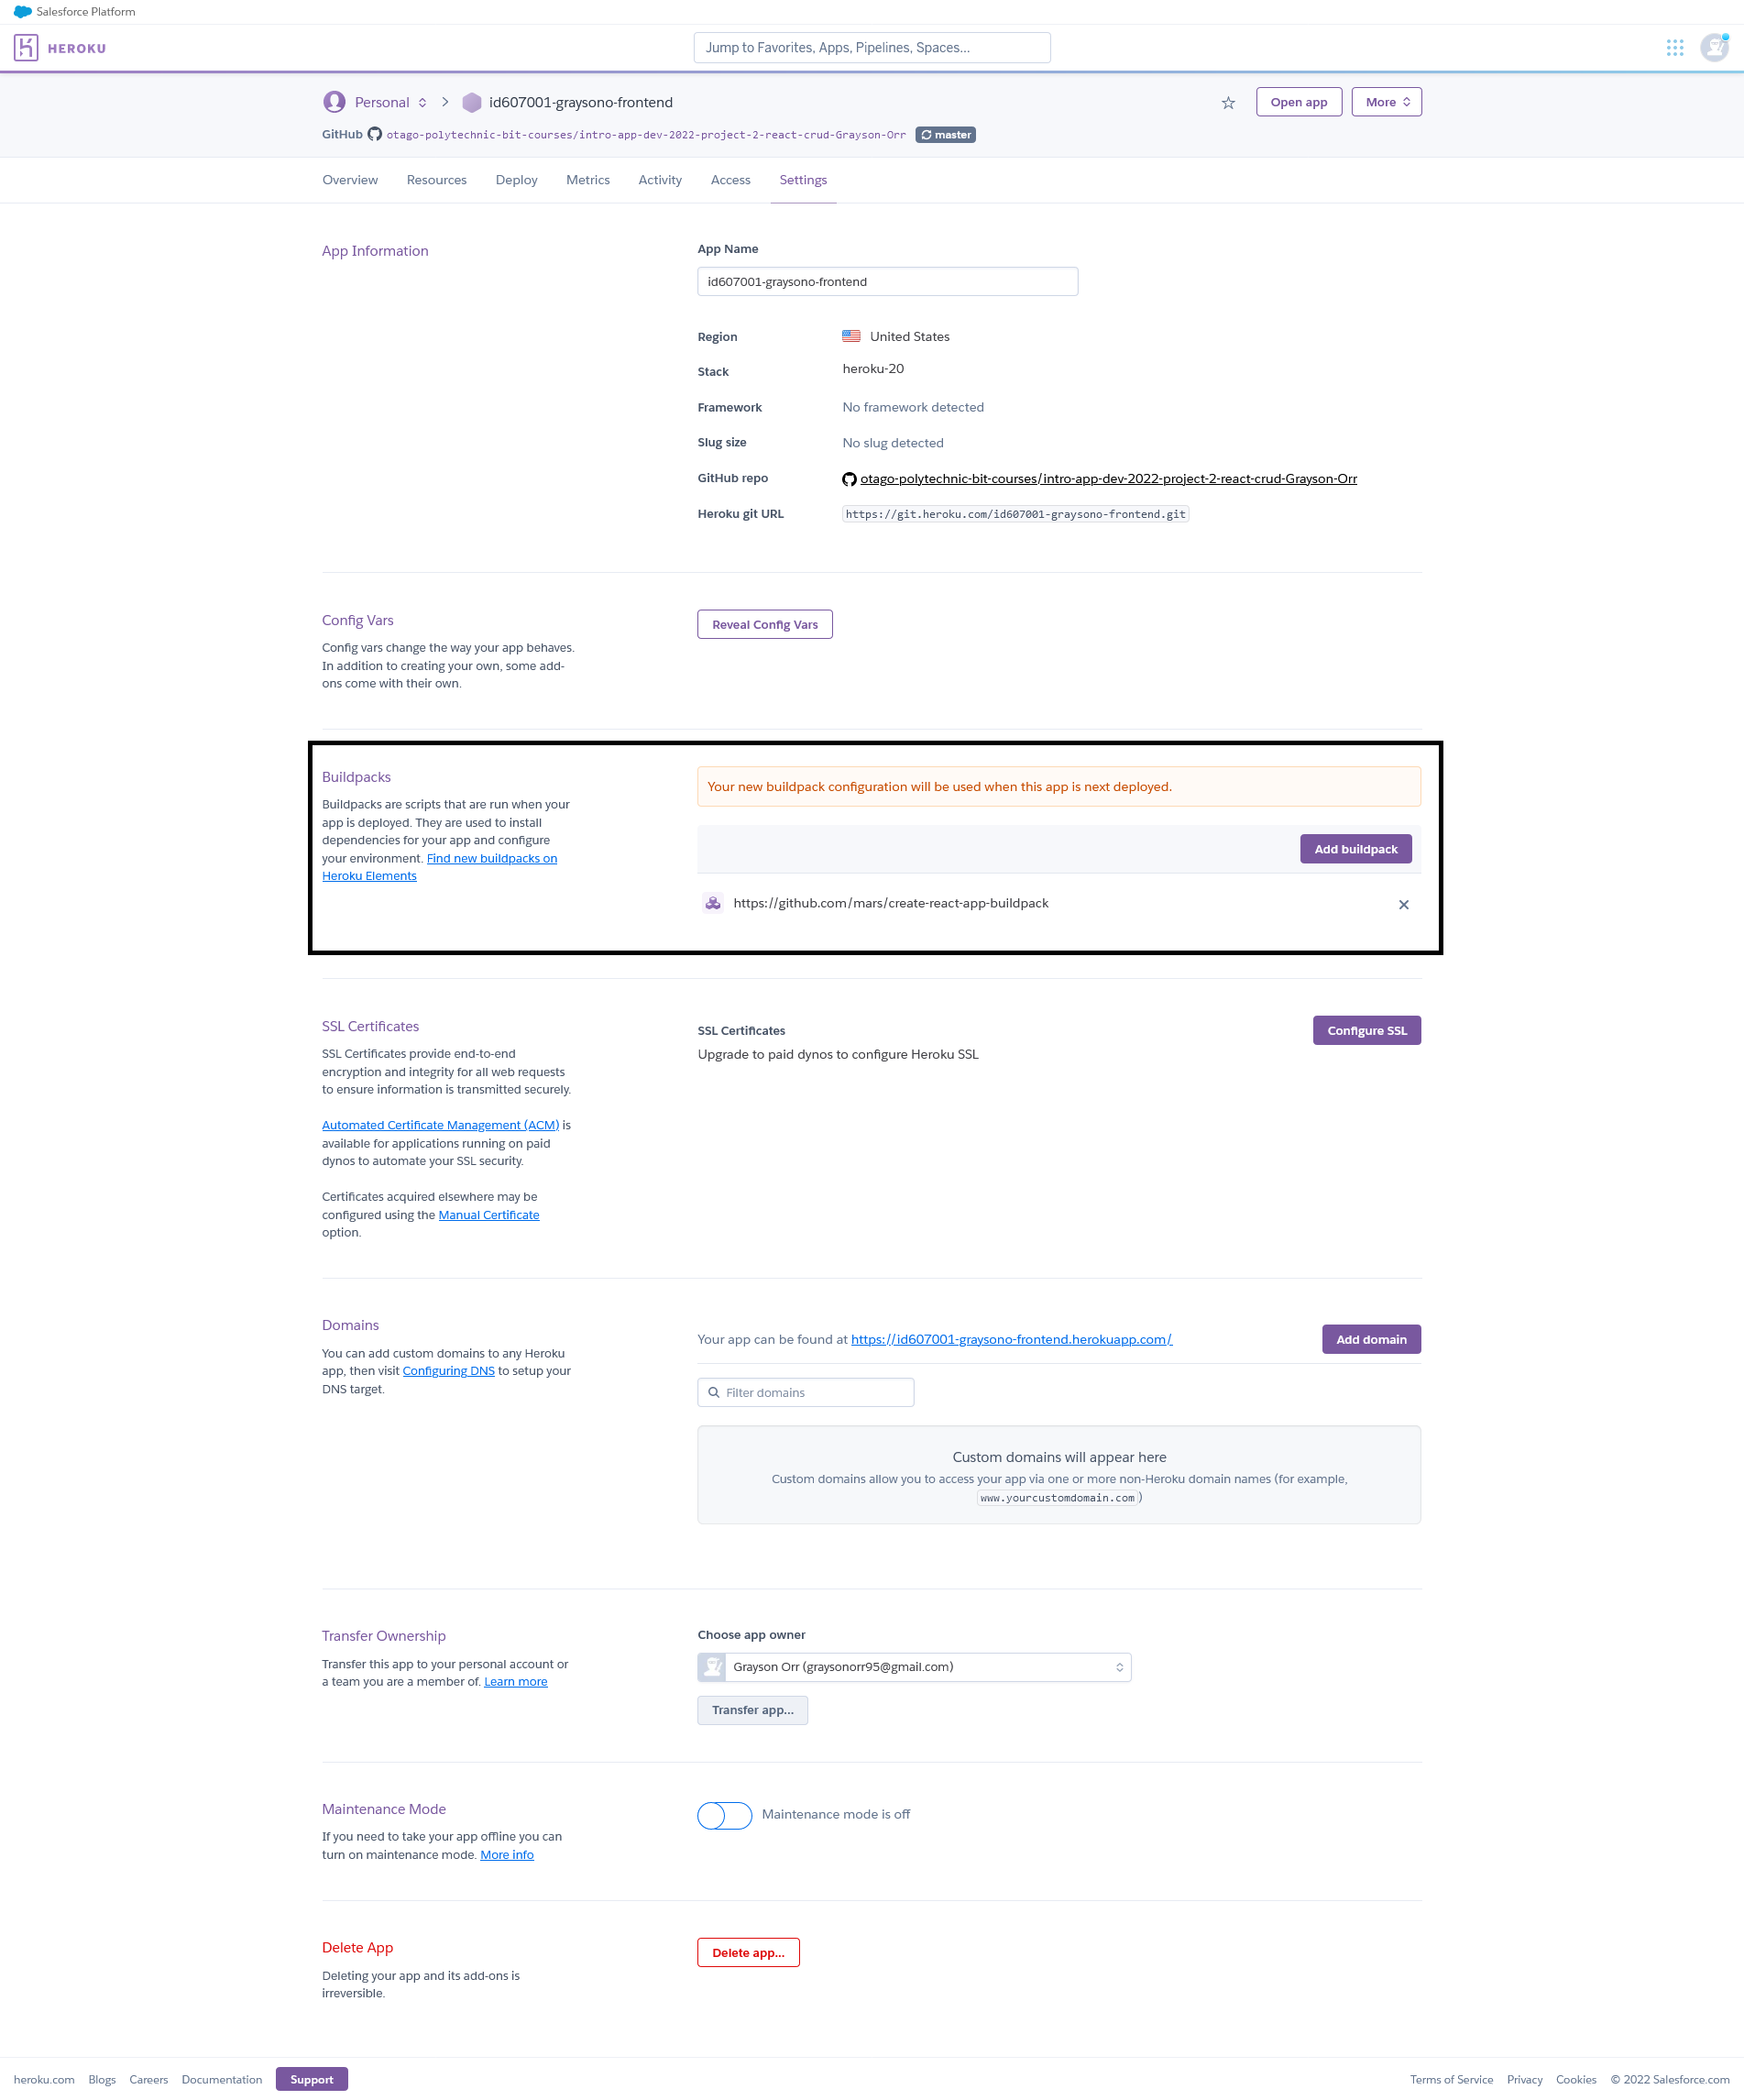 Salesforce Platform
HEROKU
Jump to Favorites, Apps, Pipelines, Spaces...
Personal
id607001-graysono-frontend
Open app
More
GitHub otago-polytechnic-bit-courses/intro-app-dev-2022-project-2-react-crud-Grayson-Orr master
Overview Resources Deploy Metrics Activity Access Settings
App Information
App Name
id607001-graysono-frontend
Region United States
Stack heroku-20
Framework No framework detected
Slug size No slug detected
GitHub repo otago-polytechnic-bit-courses/intro-app-dev-2022-project-2-react-crud-Grayson-Orr
Heroku git URL https://git.heroku.com/id607001-graysono-frontend.git
Config Vars
Config vars change the way your app behaves.
In addition to creating your own, some add-
ons come with their own.
Reveal Config Vars
Buildpacks
Buildpacks are scripts that are run when your
app is deployed. They are used to install
dependencies for your app and configure
your environment. Find new buildpacks on
Heroku Elements
Your new buildpack configuration will be used when this app is next deployed.
Add buildpack
https://github.com/mars/create-react-app-buildpack
SSL Certificates
SSL Certificates provide end-to-end
encryption and integrity for all web requests
to ensure information is transmitted securely.
Automated Certificate Management (ACM) is
available for applications running on paid
dynos to automate your SSL security.
Certificates acquired elsewhere may be
configured using the Manual Certificate
option.
SSL Certificates
Upgrade to paid dynos to configure Heroku SSL
Configure SSL
Domains
You can add custom domains to any Heroku
app, then visit Configuring DNS to setup your
DNS target.
Your app can be found at https://id607001-graysono-frontend.herokuapp.com/
Add domain
Filter domains
Custom domains will appear here
Custom domains allow you to access your app via one or more non-Heroku domain names (for example,
www.yourcustomdomain.com)
Transfer Ownership
Transfer this app to your personal account or
a team you are a member of. Learn more
Choose app owner
Grayson Orr (graysonorr95@gmail.com)
Transfer app...
Maintenance Mode
If you need to take your app offline you can
turn on maintenance mode. More info
Maintenance mode is off
Delete App
Deleting your app and its add-ons is
irreversible.
Delete app...
heroku.com Blogs Careers Documentation Support
Terms of Service Privacy Cookies © 2022 Salesforce.com